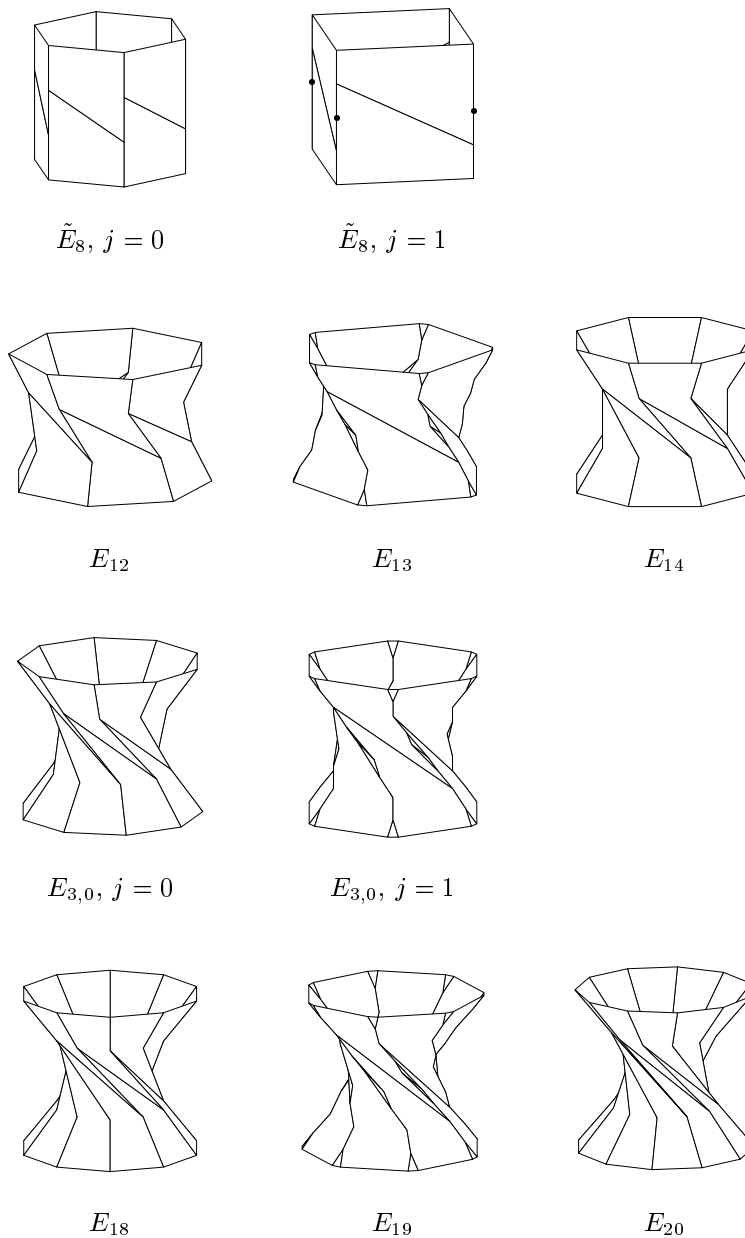 Ẽ₈, j = 0
Ẽ₈, j = 1
E₁₂
E₁₃
E₁₄
E₃,₀, j = 0
E₃,₀, j = 1
E₁₈
E₁₉
E₂₀